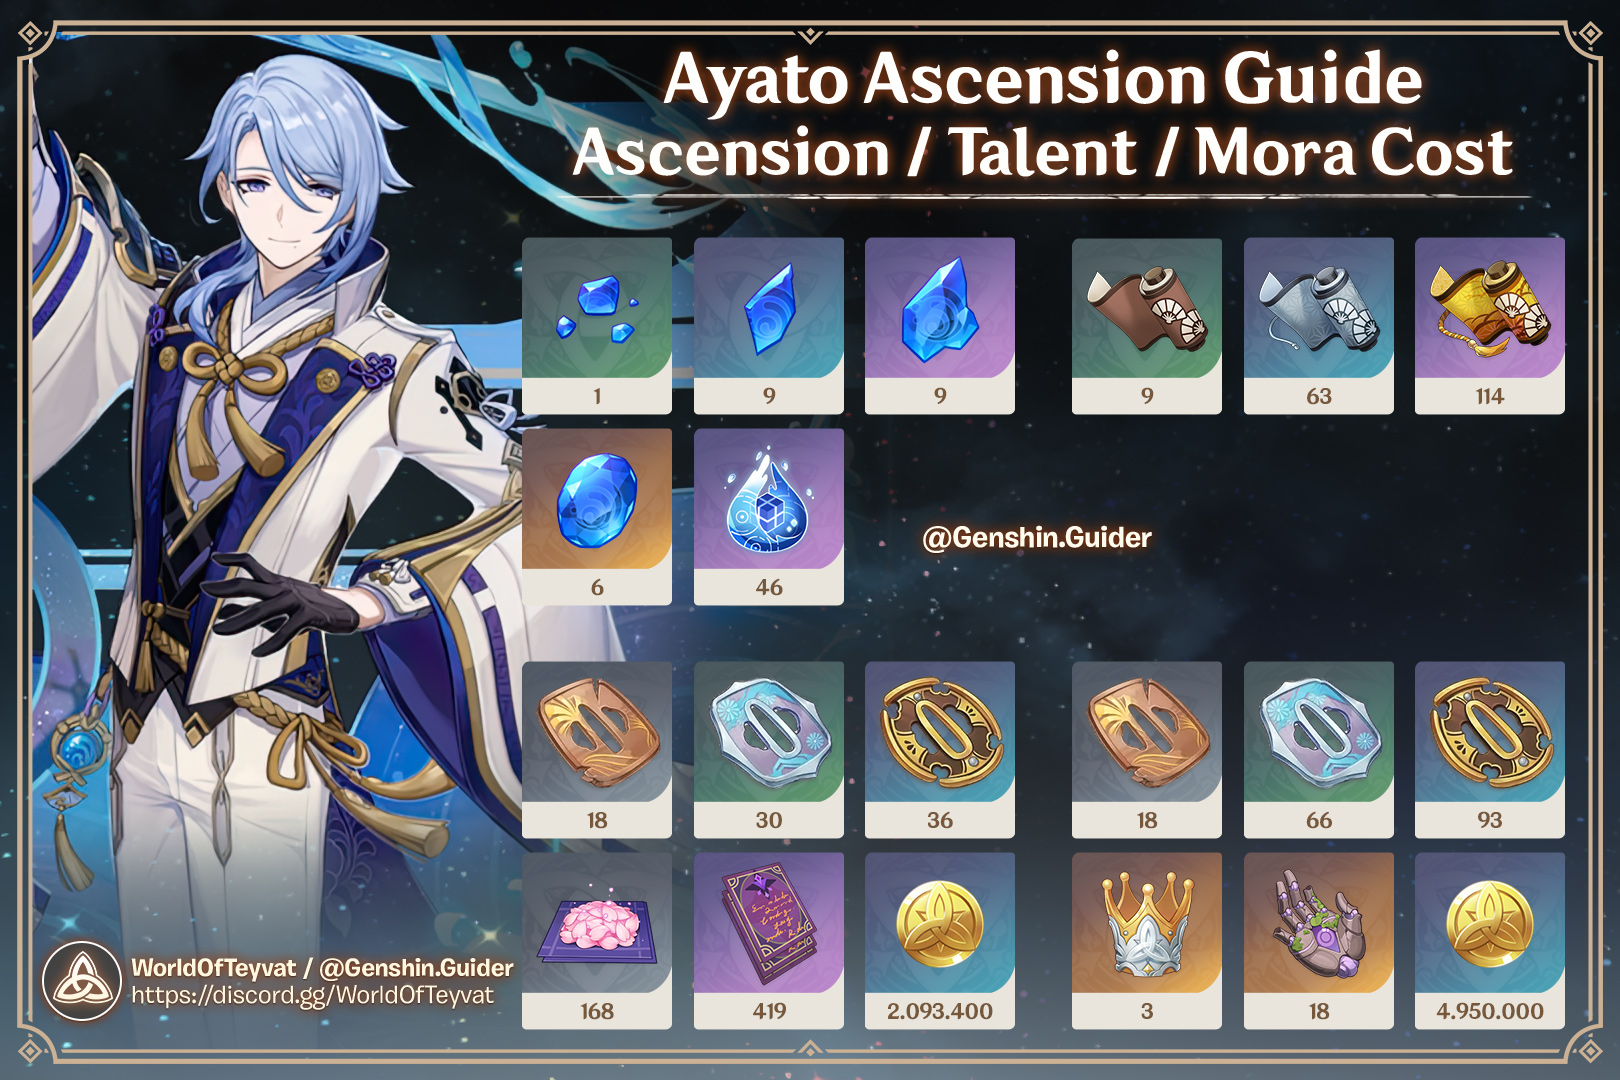 Ayato Ascension Guide
Ascension / Talent / Mora Cost
1 9 9 9 63 114
6 46
@Genshin.Guider
18 30 36 18 66 93
168 419 2.093.400 3 18 4.950.000
WorldOfTeyvat / @Genshin.Guider
https://discord.gg/WorldOfTeyvat